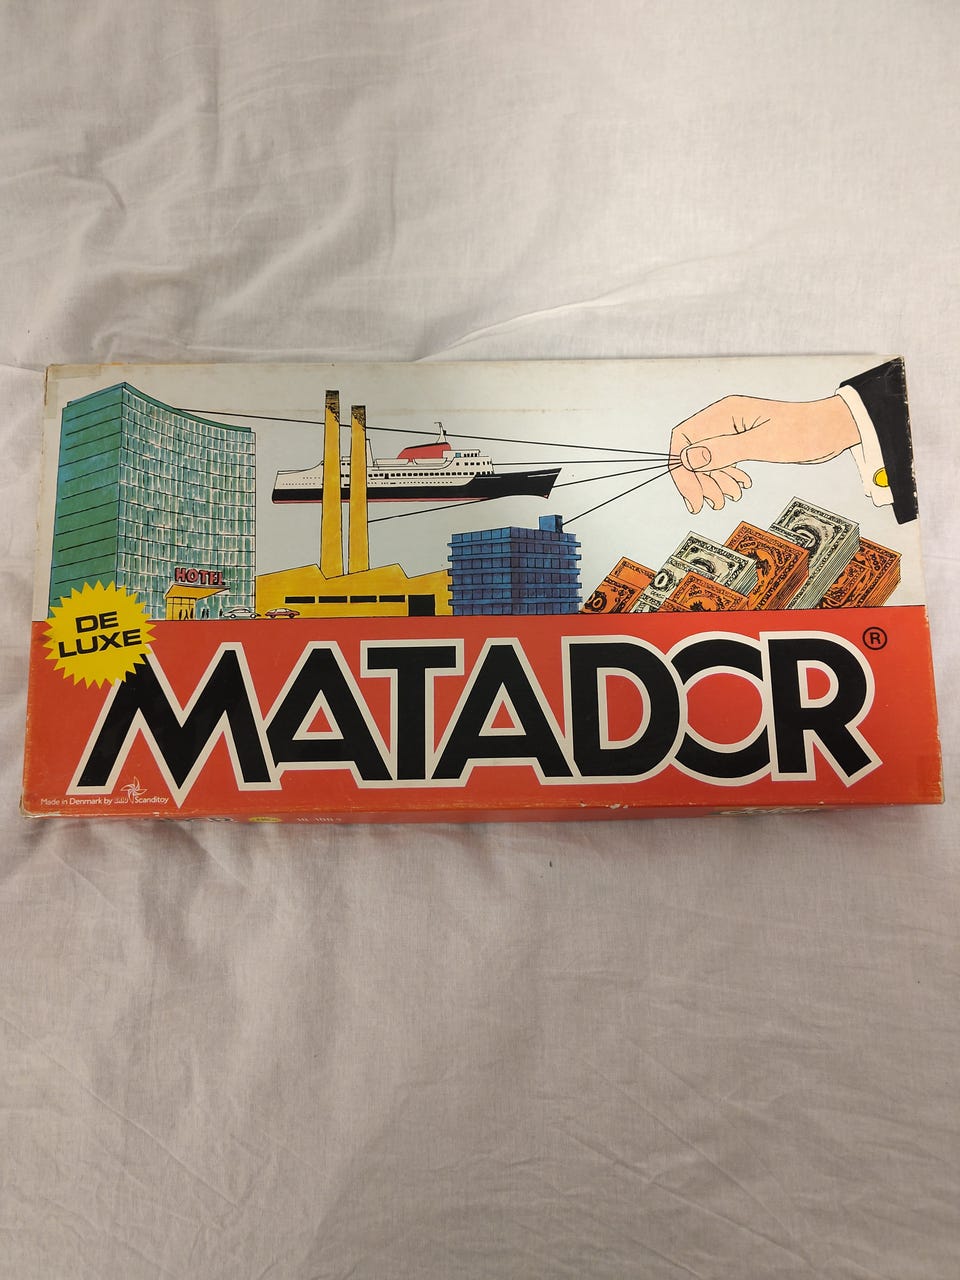 HOTEL
DE
LUXE
MATADOR®
Made in Denmark by Scanditoy